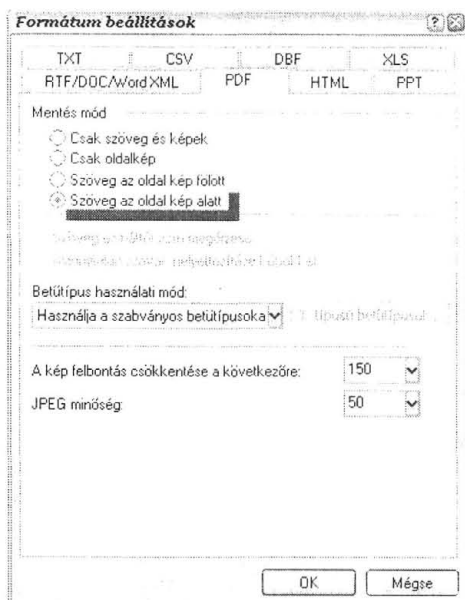 Formátum beállítások
TXT CSV DBF XLS
RTF/DOC/Word XML PDF HTML PPT
Mentés mód
Csak szöveg és képek
Csak oldalkép
Szöveg az oldal kép fölött
Szöveg az oldal kép alatt
Betűtípus használati mód:
Használja a szabványos betűtípusoka
A kép felbontás csökkentése a következőre: 150
JPEG minőség: 50
OK Mégse